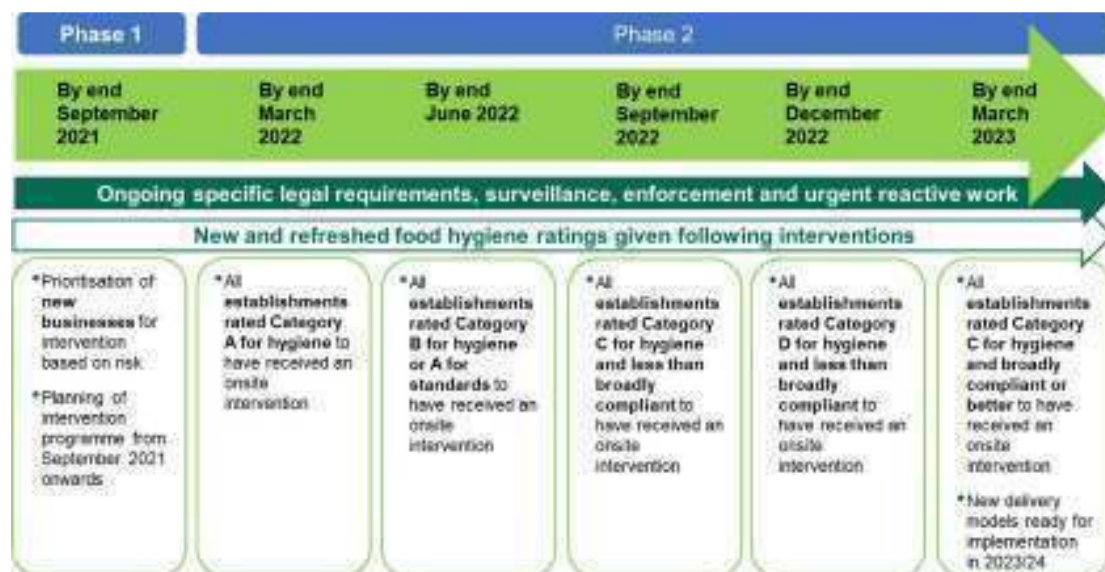 Phase 1
Phase 2
By end
September
2021
By end
March
2022
By end
June 2022
By end
September
2022
By end
December
2022
By end
March
2023
Ongoing specific legal requirements, surveillance, enforcement and urgent reactive work
New and refreshed food hygiene ratings given following interventions
*Prioritisation of
new
businesses for
intervention
based on risk
*Planning of
intervention
programme from
September 2021
onwards
*All
establishments
rated Category
A for hygiene to
have received an
onsite
intervention
*All
establishments
rated Category
B for hygiene
or A for
standards to
have received an
onsite
intervention
*All
establishments
rated Category
C for hygiene
and less than
broadly
compliant to
have received an
onsite
intervention
*All
establishments
rated Category
D for hygiene
and less than
broadly
compliant to
have received an
onsite
intervention
*All
establishments
rated Category
C for hygiene
and broadly
compliant or
better to have
received an
onsite
intervention
*New delivery
models ready for
implementation
in 2023/24